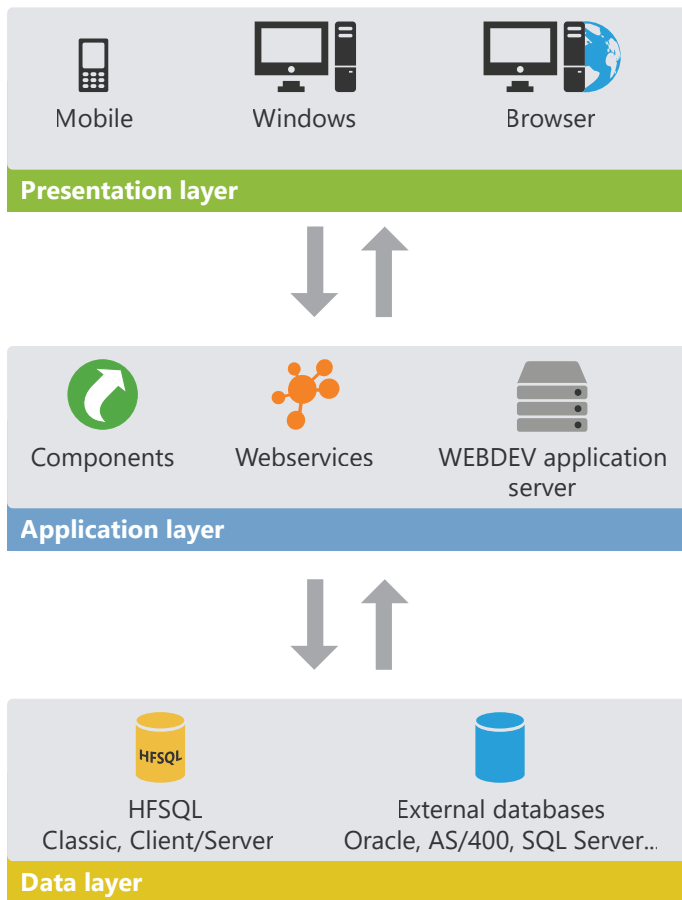 Mobile
Windows
Browser
Presentation layer
Components
Webservices
WEBDEV application
server
Application layer
HFSQL
HFSQL
Classic, Client/Server
External databases
Oracle, AS/400, SQL Server...
Data layer